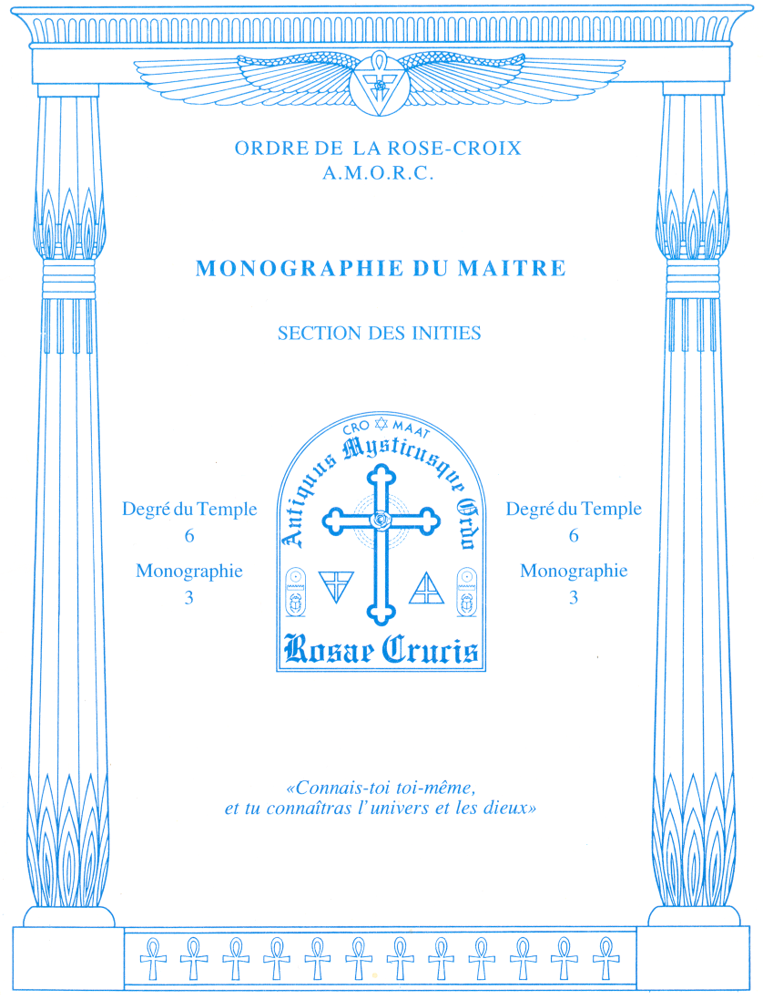 ORDRE DE LA ROSE-CROIX
A.M.O.R.C.
MONOGRAPHIE DU MAITRE
SECTION DES INITIES
CRO MAAT
Antiquus Mysticusque Ordo
Rosae Crucis
Degré du Temple
6
Monographie
3
Degré du Temple
6
Monographie
3
«Connais-toi toi-même,
et tu connaîtras l'univers et les dieux»